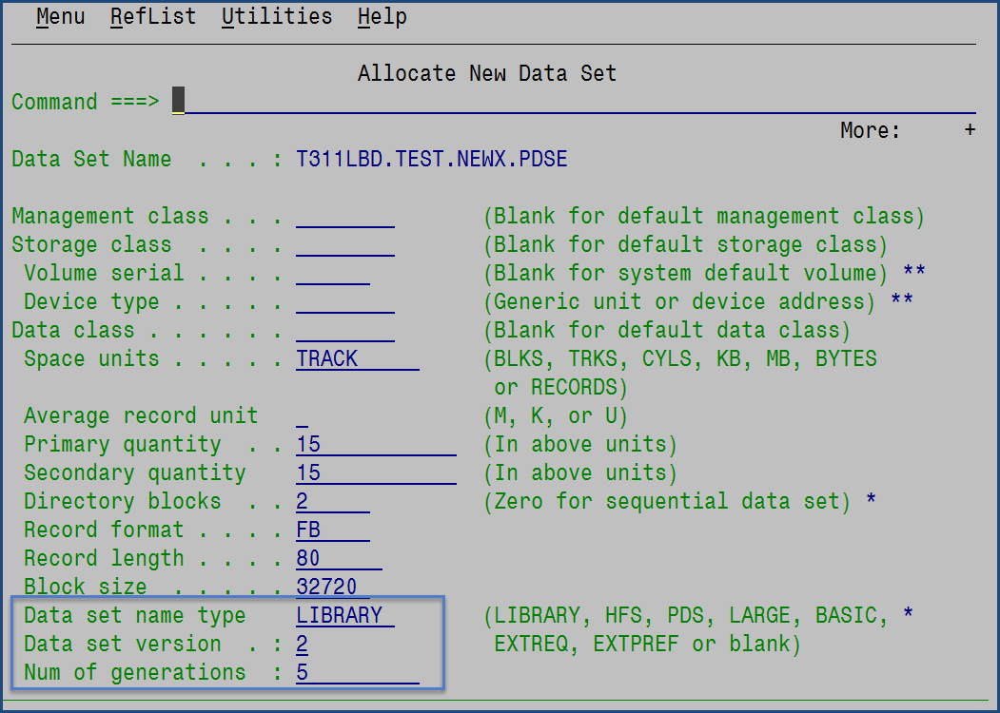 Menu RefList Utilities Help
Allocate New Data Set
Command ===>
More: +
Data Set Name . . . : T311LBD.TEST.NEWX.PDSE
Management class . . . (Blank for default management class)
Storage class . . . . (Blank for default storage class)
Volume serial . . . . (Blank for system default volume) **
Device type . . . . . (Generic unit or device address) **
Data class . . . . . . (Blank for default data class)
Space units . . . . . TRACK (BLKS, TRKS, CYLS, KB, MB, BYTES
or RECORDS)
Average record unit (M, K, or U)
Primary quantity . . 15 (In above units)
Secondary quantity 15 (In above units)
Directory blocks . . 2 (Zero for sequential data set) *
Record format . . . . FB
Record length . . . . 80
Block size . . . . . 32720
Data set name type LIBRARY (LIBRARY, HFS, PDS, LARGE, BASIC, *
Data set version . : 2 EXTREQ, EXTPREF or blank)
Num of generations : 5